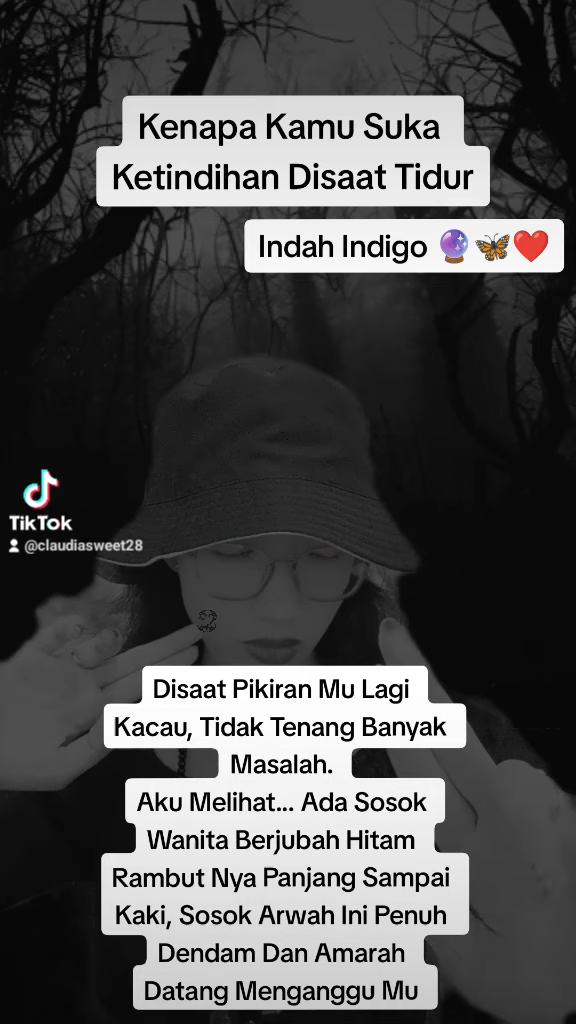 Kenapa Kamu Suka
Ketindihan Disaat Tidur
Indah Indigo 🔮🦋❤️
TikTok
@claudiasweet28
Disaat Pikiran Mu Lagi
Kacau, Tidak Tenang Banyak
Masalah.
Aku Melihat... Ada Sosok
Wanita Berjubah Hitam
Rambut Nya Panjang Sampai
Kaki, Sosok Arwah Ini Penuh
Dendam Dan Amarah
Datang Menganggu Mu